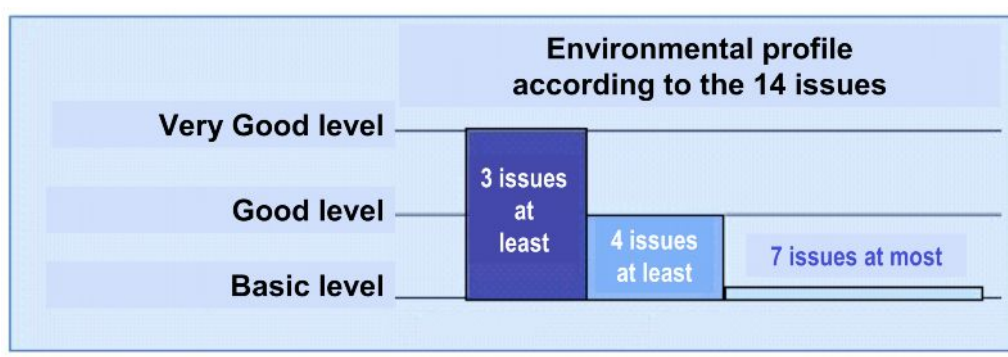 Environmental profile
according to the 14 issues
Very Good level
Good level
Basic level
3 issues
at
least
4 issues
at least
7 issues at most